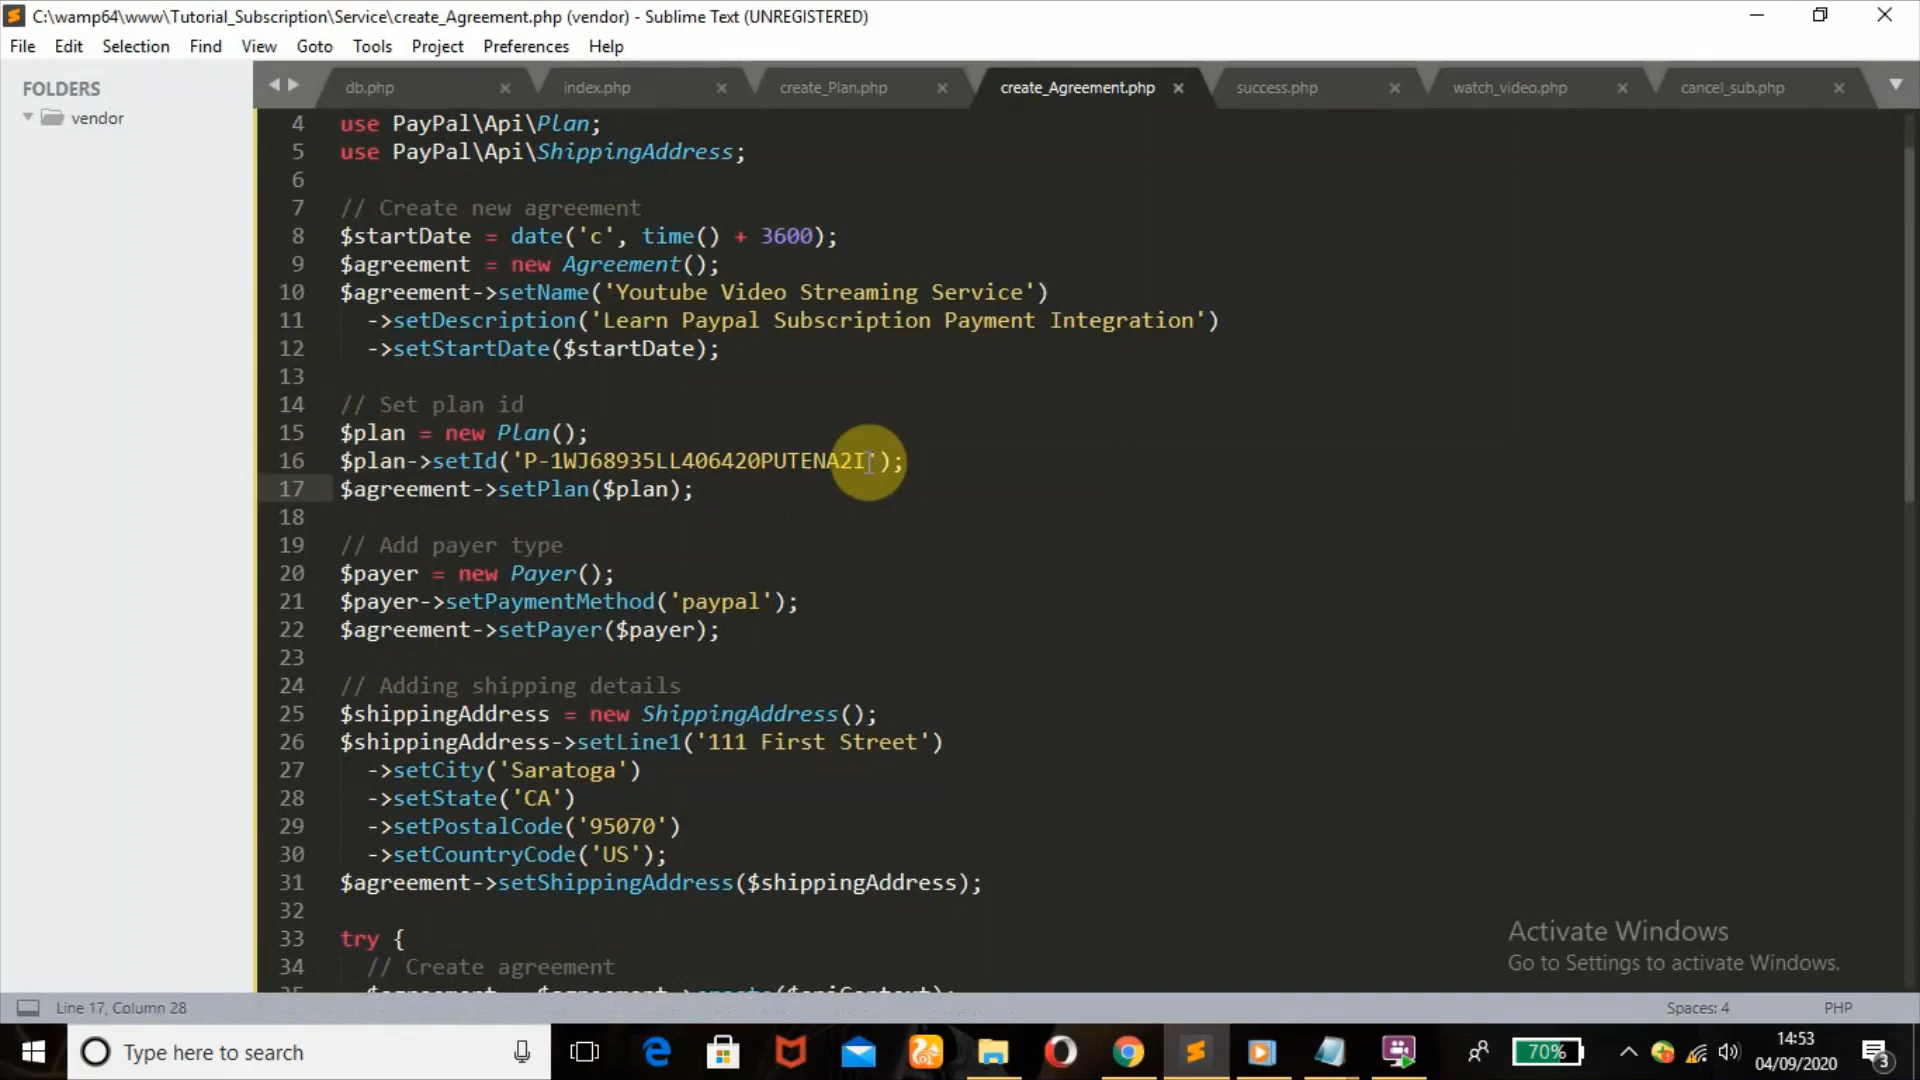 C:\wamp64\www\Tutorial_Subscription\Service\create_Agreement.php (vendor) - Sublime Text (UNREGISTERED)
File Edit Selection Find View Goto Tools Project Preferences Help
FOLDERS
vendor
db.php index.php create_Plan.php create_Agreement.php success.php watch_video.php cancel_sub.php
4 use PayPal\Api\Plan;
5 use PayPal\Api\ShippingAddress;
6
7 // Create new agreement
8 $startDate = date('c', time() + 3600);
9 $agreement = new Agreement();
10 $agreement->setName('Youtube Video Streaming Service')
11 ->setDescription('Learn Paypal Subscription Payment Integration')
12 ->setStartDate($startDate);
13
14 // Set plan id
15 $plan = new Plan();
16 $plan->setId('P-1WJ68935LL406420PUTENA2I');
17 $agreement->setPlan($plan);
18
19 // Add payer type
20 $payer = new Payer();
21 $payer->setPaymentMethod('paypal');
22 $agreement->setPayer($payer);
23
24 // Adding shipping details
25 $shippingAddress = new ShippingAddress();
26 $shippingAddress->setLine1('111 First Street')
27 ->setCity('Saratoga')
28 ->setState('CA')
29 ->setPostalCode('95070')
30 ->setCountryCode('US');
31 $agreement->setShippingAddress($shippingAddress);
32
33 try {
34 // Create agreement
Activate Windows
Go to Settings to activate Windows.
Line 17, Column 28
Spaces: 4
PHP
Type here to search
70%
14:53
04/09/2020
3